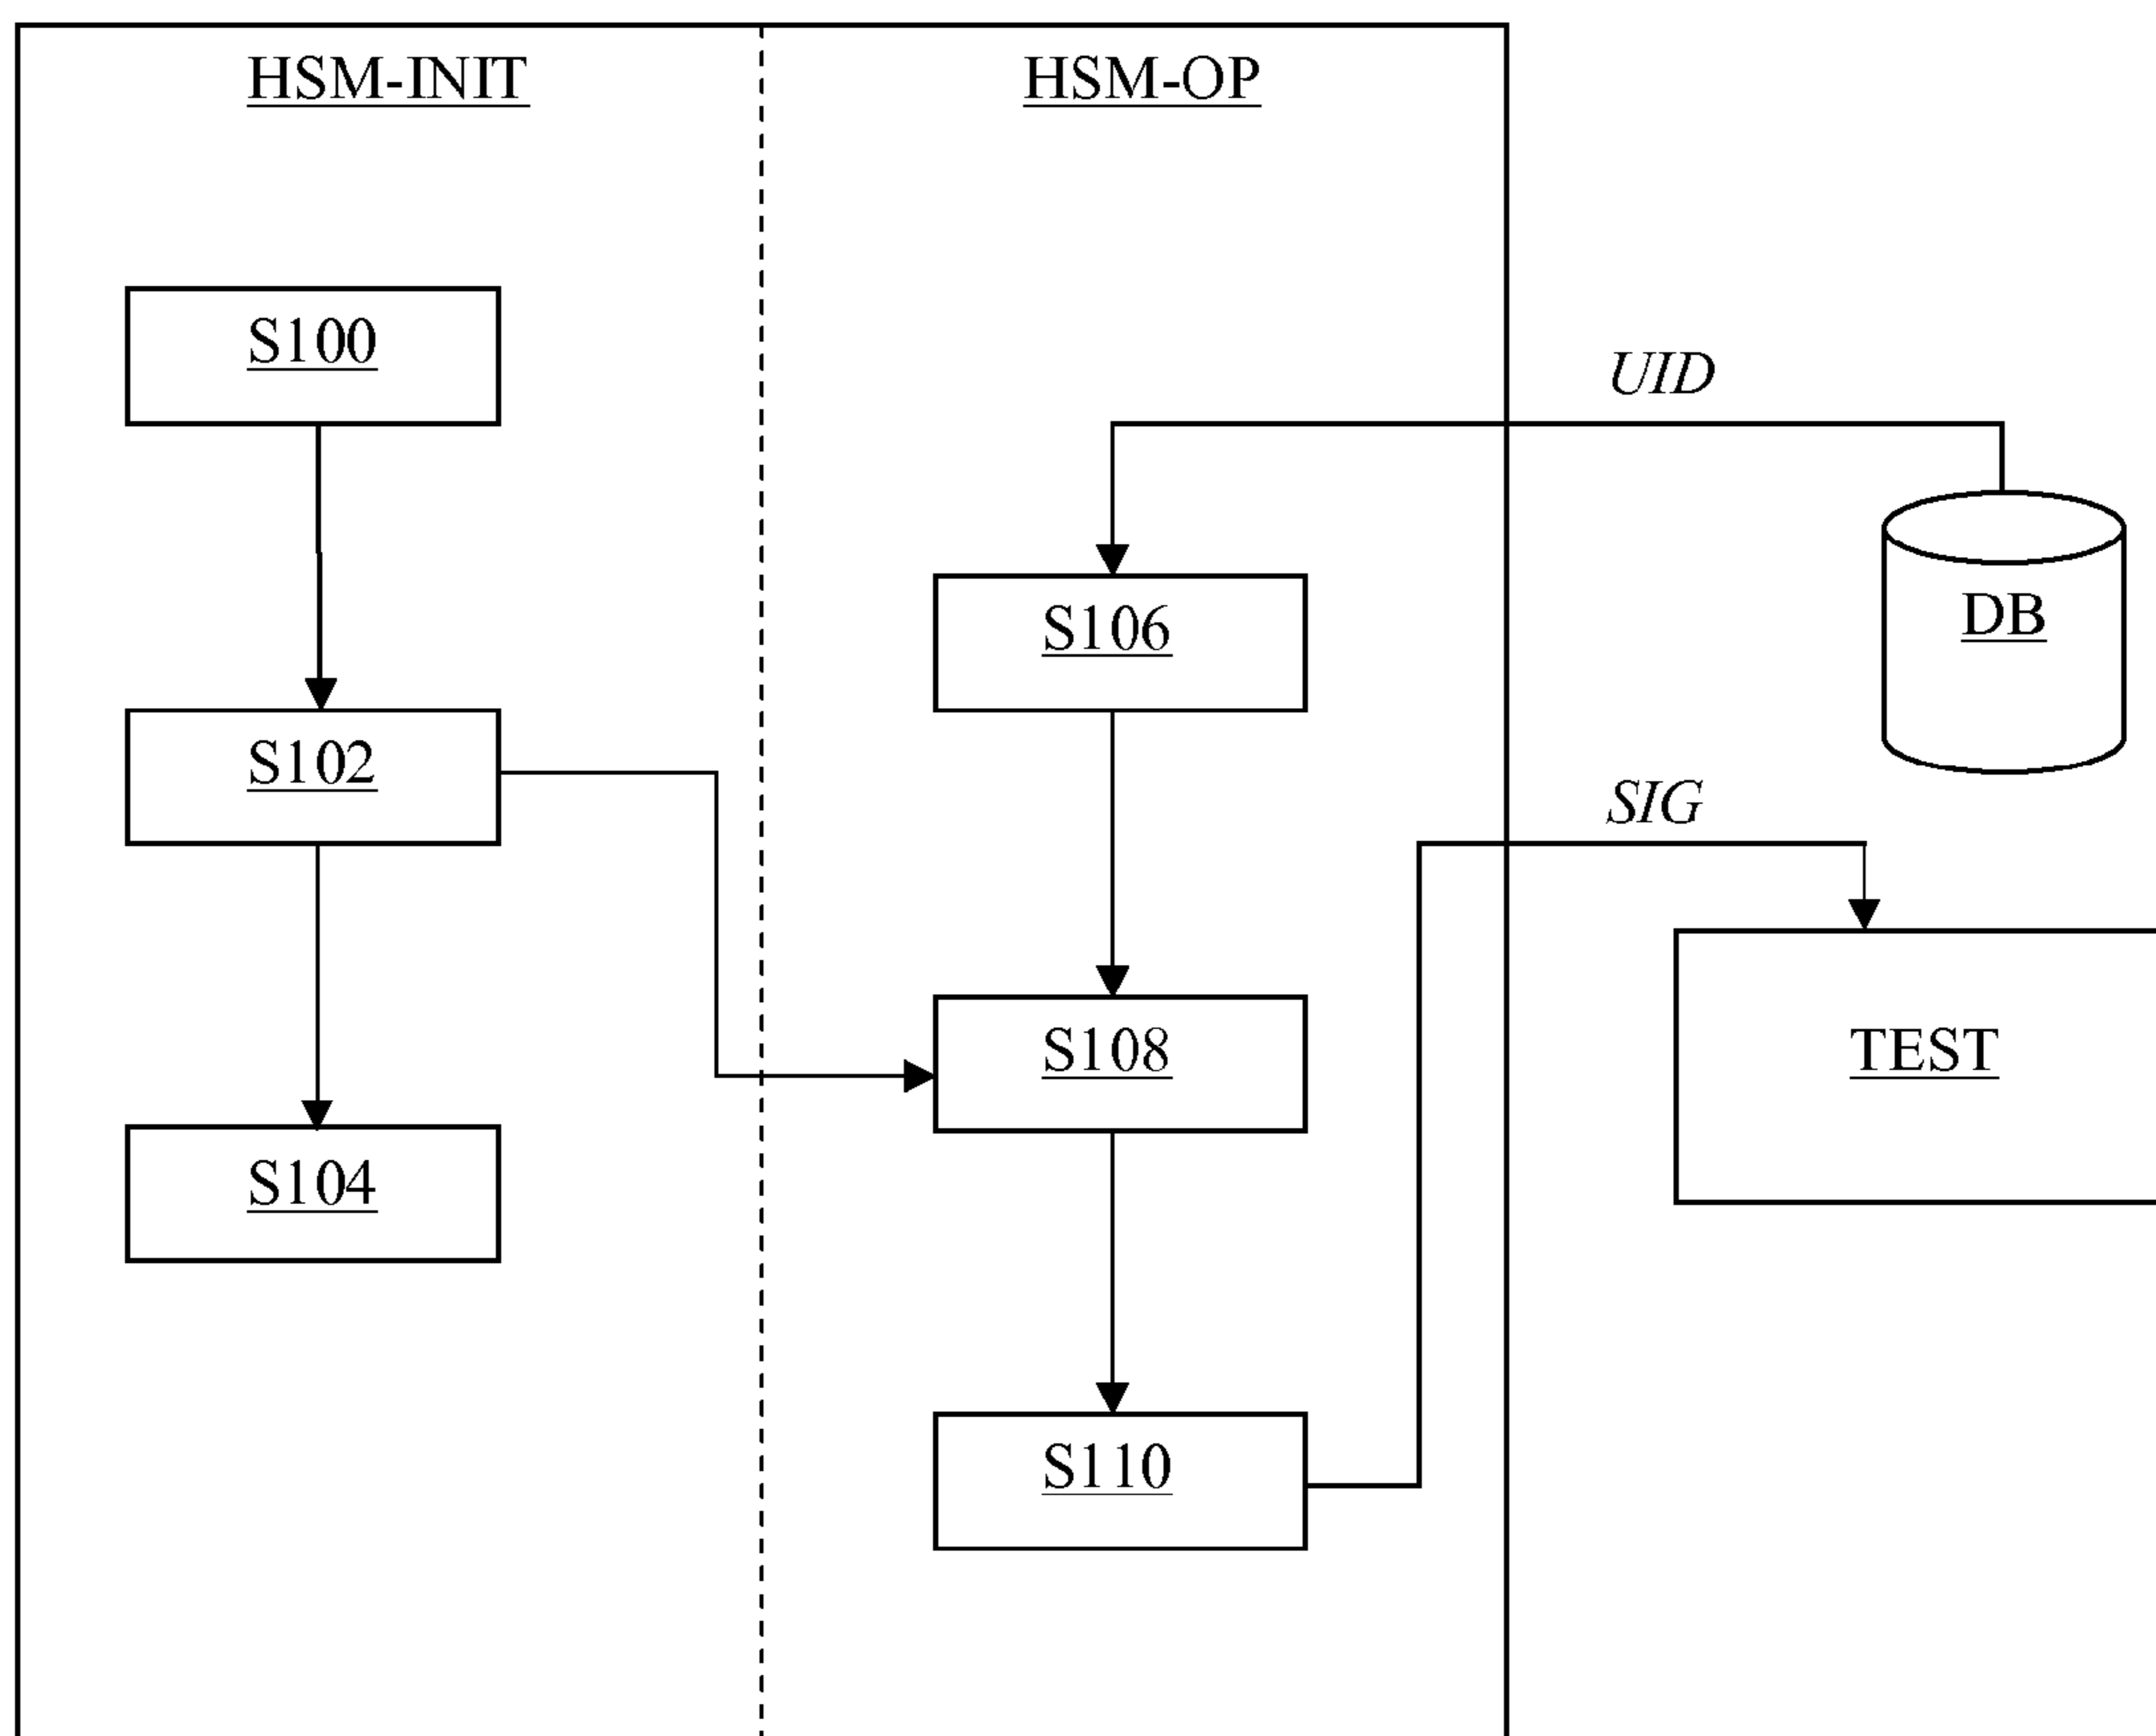 HSM-INIT
HSM-OP
S100
UID
S106
DB
S102
SIG
S108
TEST
S104
S110